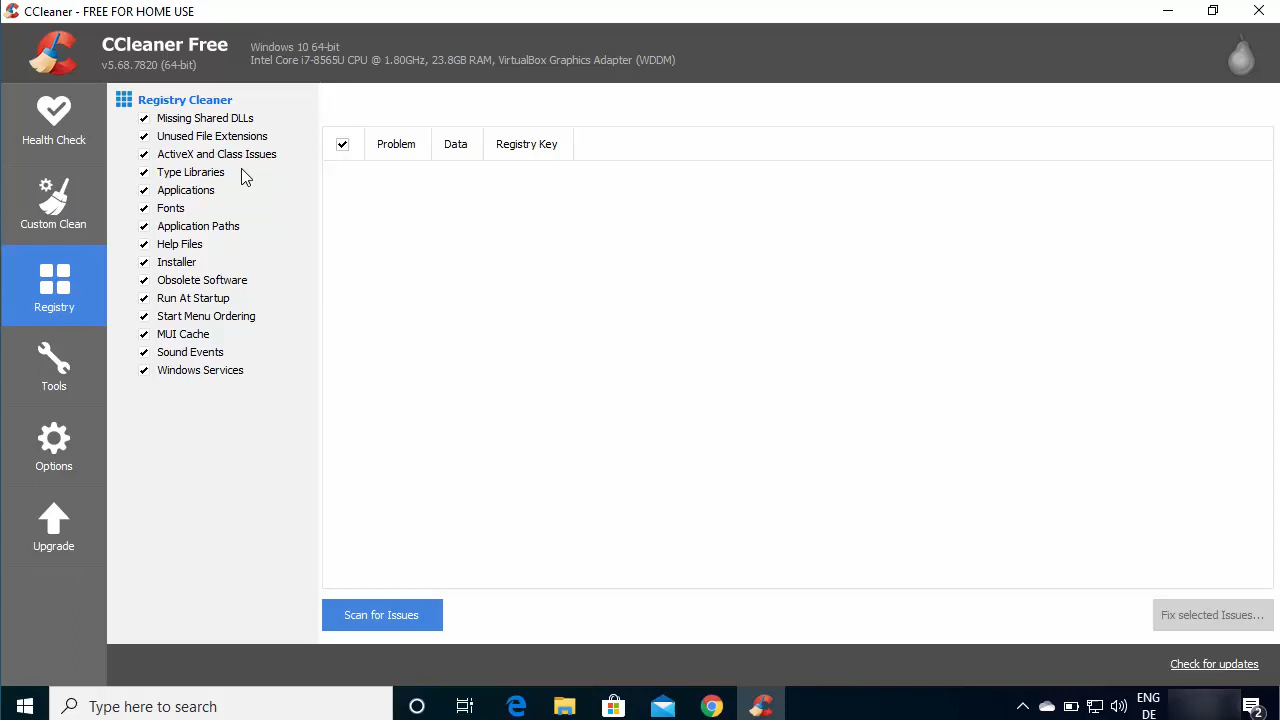 CCleaner - FREE FOR HOME USE
CCleaner Free
v5.68.7820 (64-bit)
Windows 10 64-bit
Intel Core i7-8565U CPU @ 1.80GHz, 23.8GB RAM, VirtualBox Graphics Adapter (WDDM)
Health Check
Custom Clean
Registry
Tools
Options
Upgrade
Registry Cleaner
Missing Shared DLLs
Unused File Extensions
ActiveX and Class Issues
Type Libraries
Applications
Fonts
Application Paths
Help Files
Installer
Obsolete Software
Run At Startup
Start Menu Ordering
MUI Cache
Sound Events
Windows Services
Problem Data Registry Key
Scan for Issues
Fix selected Issues...
Check for updates
Type here to search
ENG
DE
2